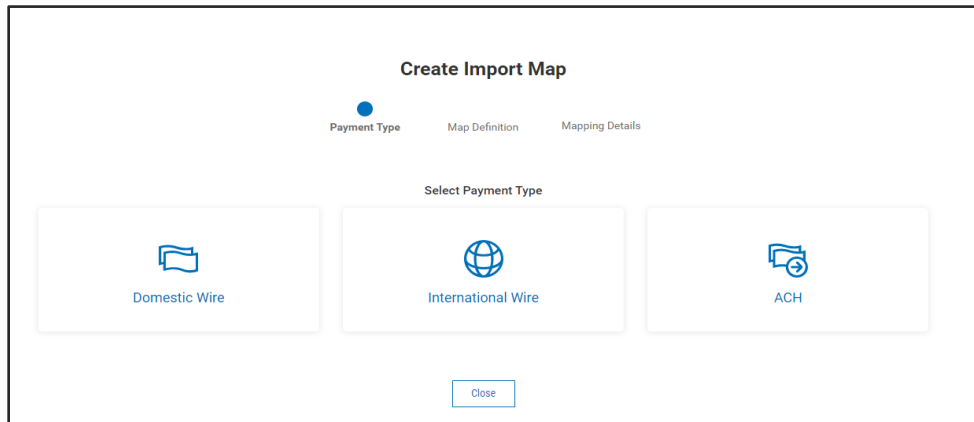 Create Import Map
Payment Type Map Definition Mapping Details
Select Payment Type
Domestic Wire International Wire ACH
Close